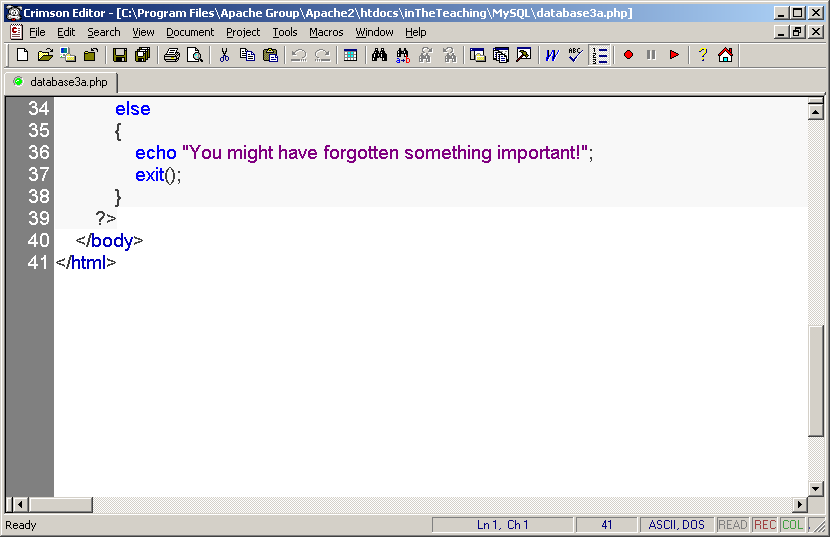 Crimson Editor - [C:\Program Files\Apache Group\Apache2\htdocs\inTheTeaching\MySQL\database3a.php]
File Edit Search View Document Project Tools Macros Window Help
database3a.php
34 else
35 {
36 echo "You might have forgotten something important!";
37 exit();
38 }
39 ?>
40 </body>
41 </html>
Ready Ln 1, Ch 1 41 ASCII, DOS READ REC COL